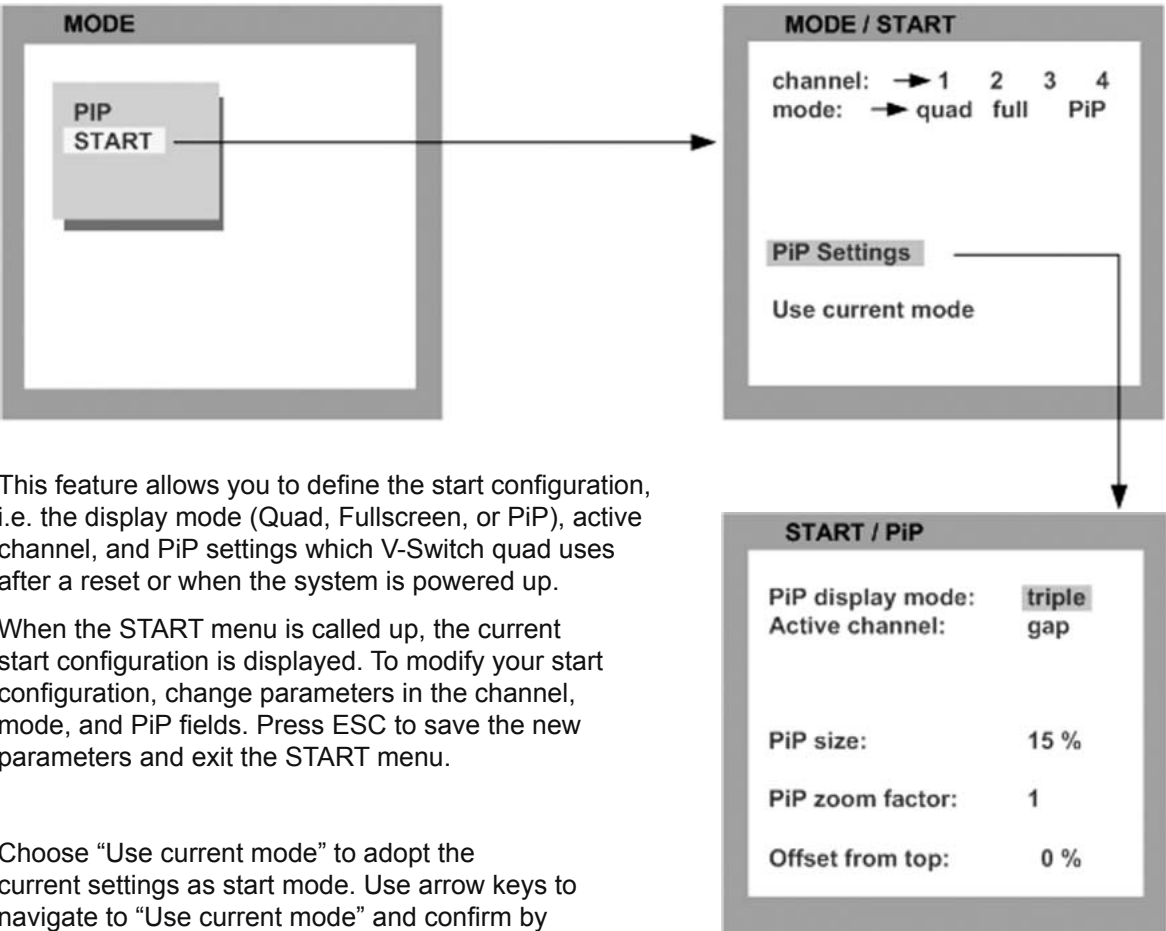 MODE
PIP
START
MODE / START
channel: → 1 2 3 4
mode: → quad full PiP
PiP Settings
Use current mode
This feature allows you to define the start configuration,
i.e. the display mode (Quad, Fullscreen, or PiP), active
channel, and PiP settings which V-Switch quad uses
after a reset or when the system is powered up.
When the START menu is called up, the current
start configuration is displayed. To modify your start
configuration, change parameters in the channel,
mode, and PiP fields. Press ESC to save the new
parameters and exit the START menu.
Choose “Use current mode” to adopt the
current settings as start mode. Use arrow keys to
navigate to “Use current mode” and confirm by
START / PiP
PiP display mode: triple
Active channel: gap
PiP size: 15 %
PiP zoom factor: 1
Offset from top: 0 %